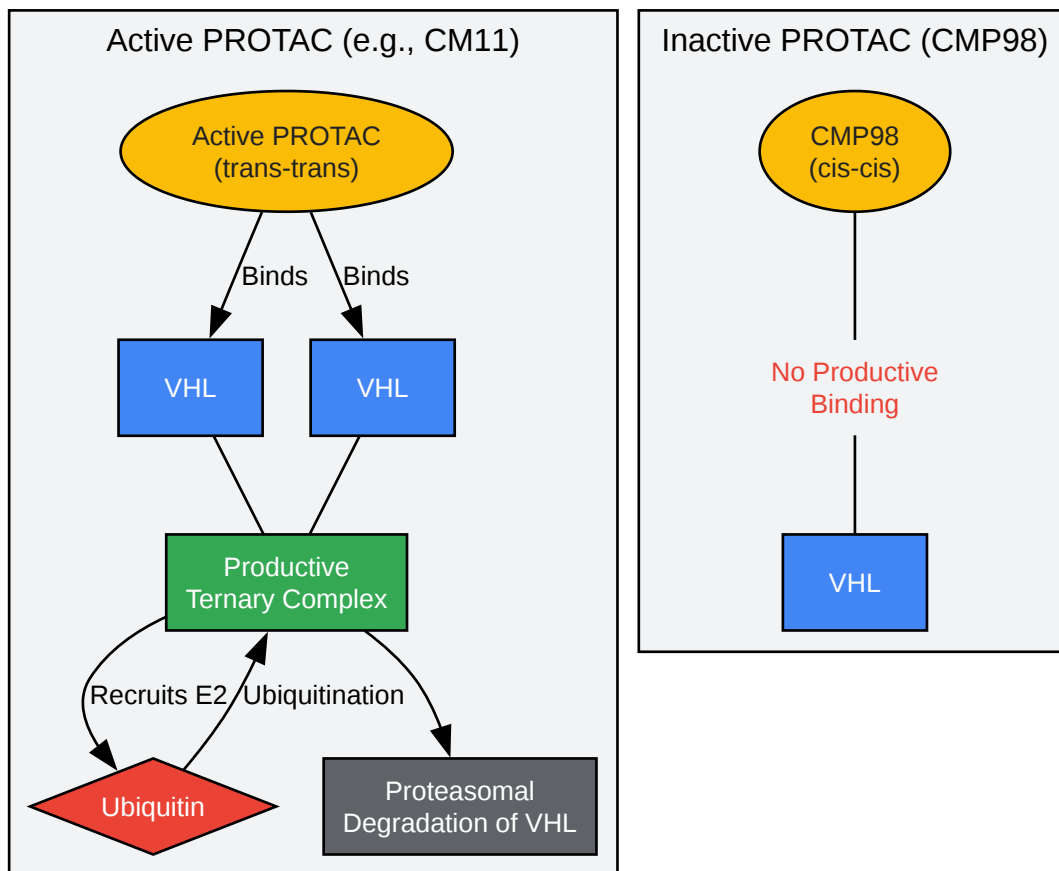 Active PROTAC (e.g., CM11)
Active PROTAC
(trans-trans)
Binds
Binds
VHL
VHL
Productive
Ternary Complex
Recruits E2
Ubiquitination
Ubiquitin
Proteasomal
Degradation of VHL
Inactive PROTAC (CMP98)
CMP98
(cis-cis)
No Productive
Binding
VHL